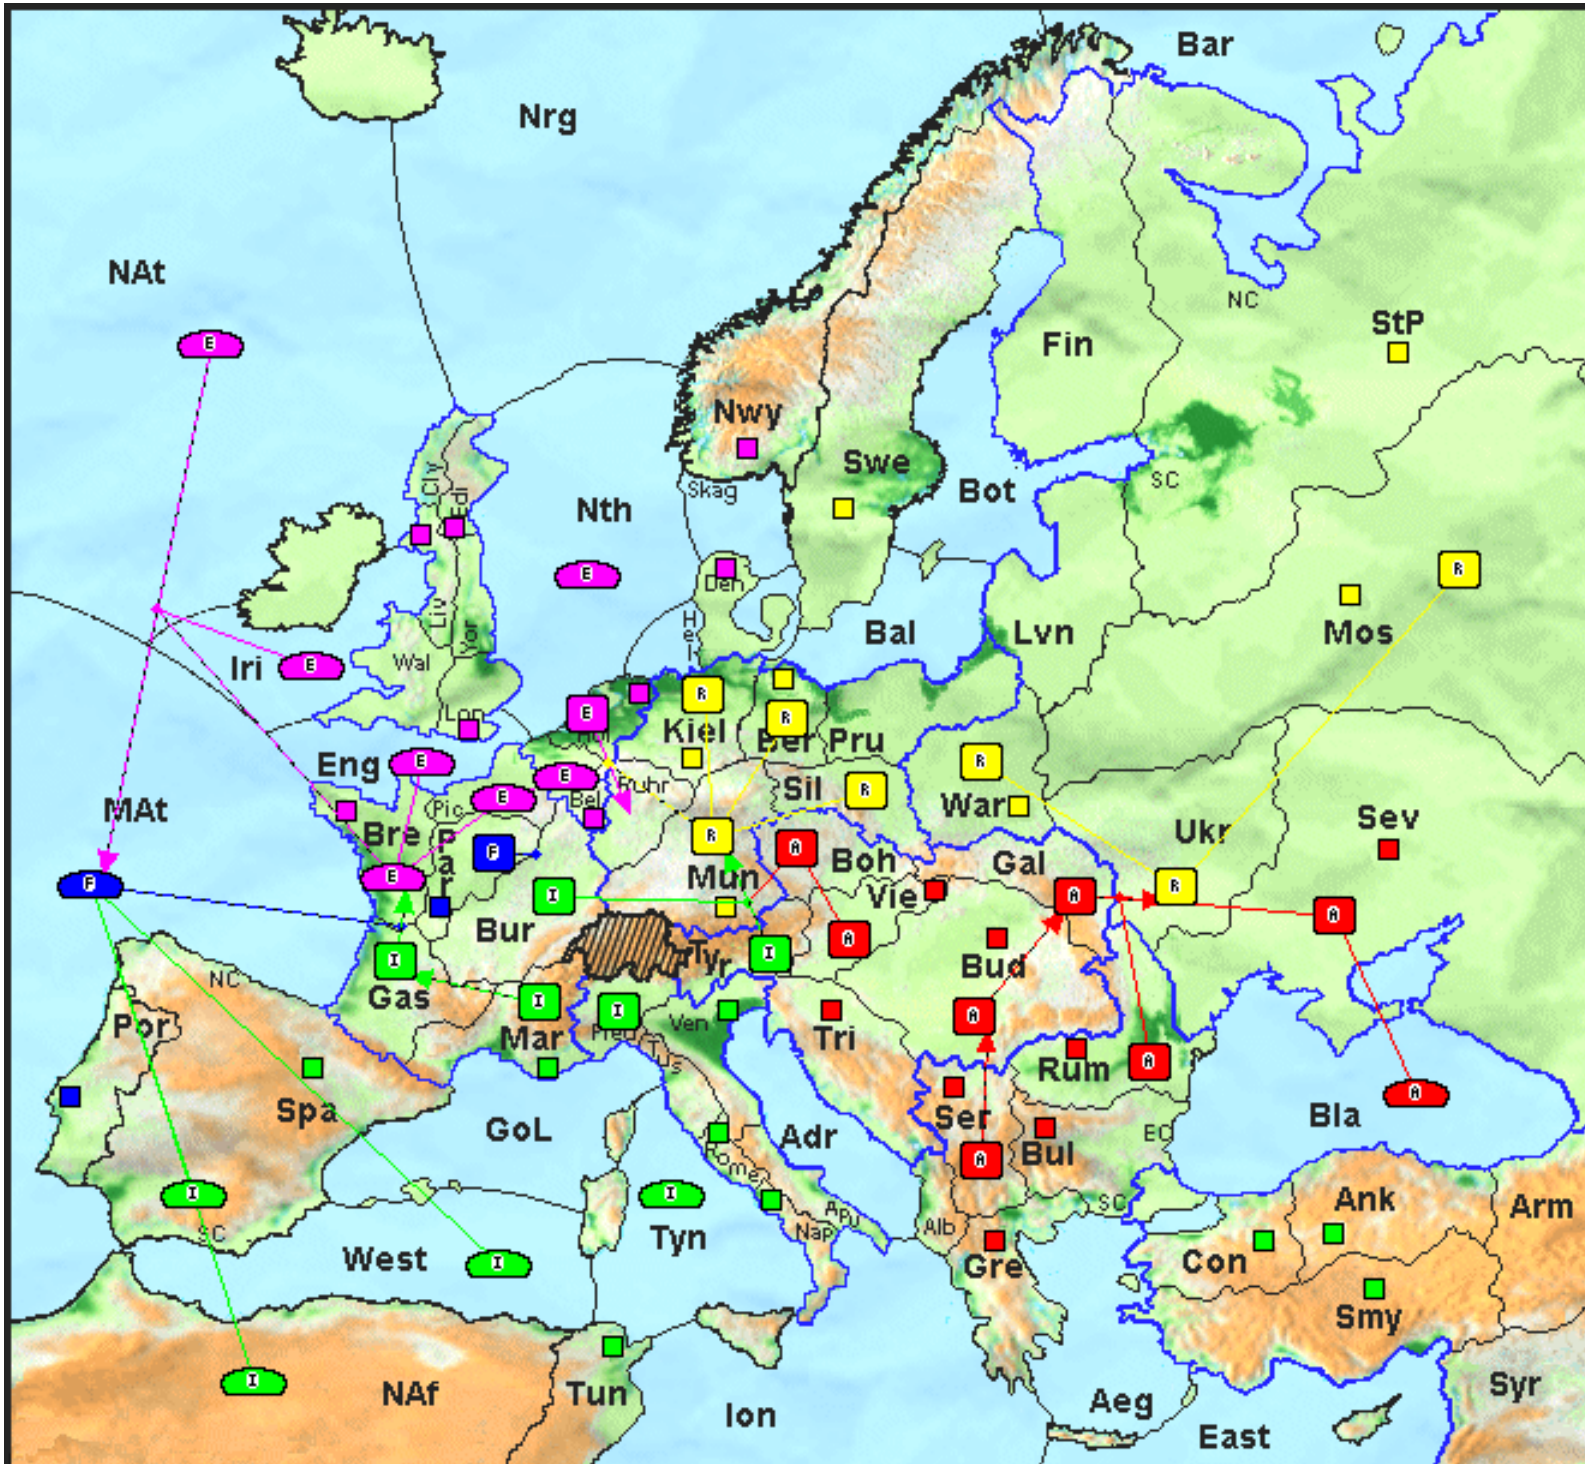 Bar
Nrg
NAt
NC
StP
Fin
Nwy
Swe
Cly
Edi
Skag
Bot
SC
Nth
Den
E
E
R
Liv
Yor
Hel
Bal
Lvn
Mos
Iri
E
Wal
Lon
E
R
Kiel
R
Ber
Pru
Eng
E
E
Ruhr
R
Sil
R
War
MAt
Pic
E
Bel
Bre
Par
F
R
A
Boh
Gal
Ukr
Sev
F
E
Mun
Vie
I
Bur
A
A
R
A
I
Gas
Tyr
I
Bud
NC
I
I
A
Por
Mar
Pied
Ven
Tri
Tus
Rum
A
Spa
Ser
A
GoL
Adr
Bla
Rome
Bul
EC
A
I
I
Ank
Arm
SC
Tyn
Apu
Nap
Alb
SC
West
I
Gre
Con
Smy
I
NAf
Tun
Ion
Aeg
Syr
East